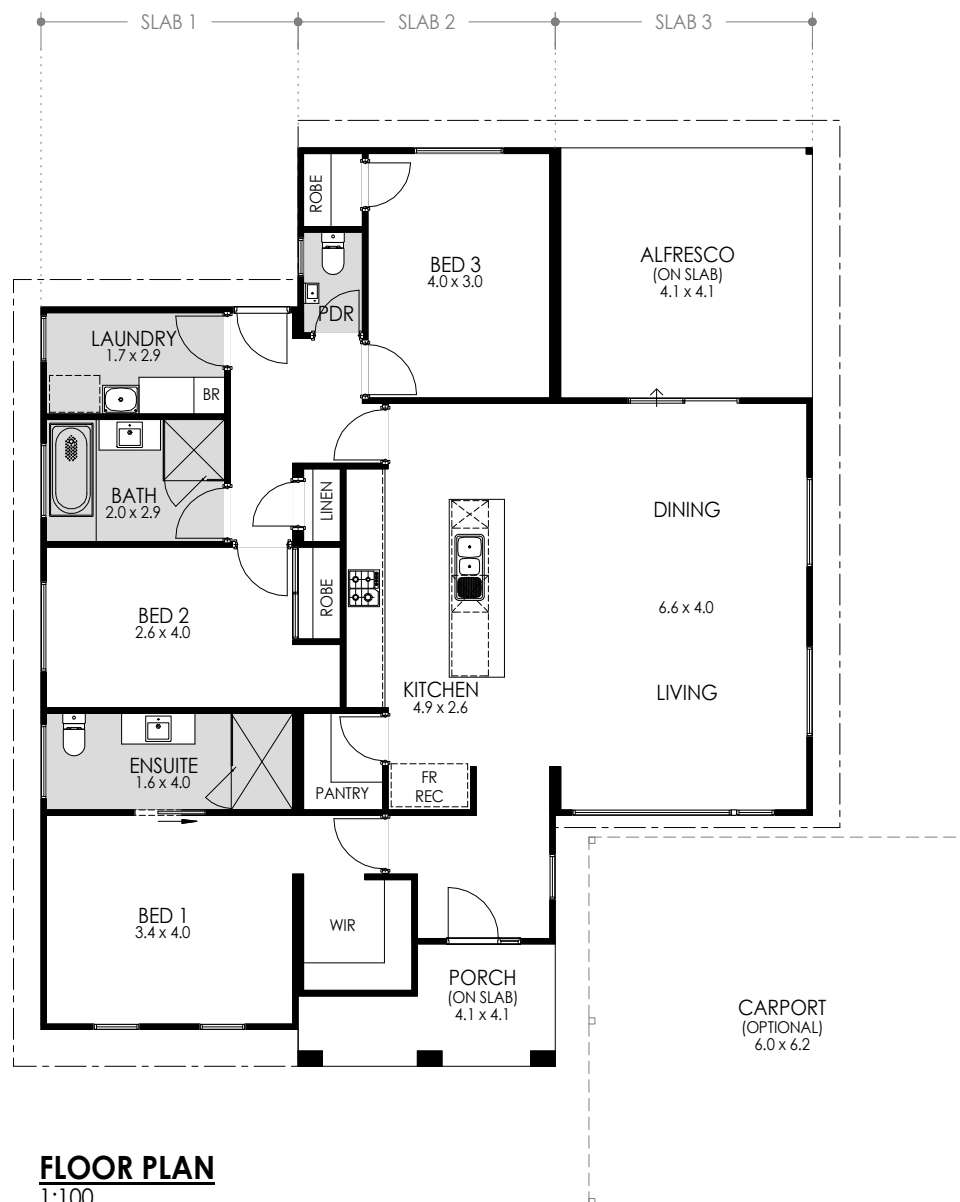 SLAB 1
SLAB 2
SLAB 3
ROBE
BED 3
4.0 x 3.0
ALFRESCO
(ON SLAB)
4.1 x 4.1
PDR
LAUNDRY
1.7 x 2.9
BR
BATH
2.0 x 2.9
LINEN
DINING
ROBE
BED 2
2.6 x 4.0
6.6 x 4.0
KITCHEN
4.9 x 2.6
LIVING
ENSUITE
1.6 x 4.0
PANTRY
FR
REC
BED 1
3.4 x 4.0
WIR
PORCH
(ON SLAB)
4.1 x 4.1
CARPORT
(OPTIONAL)
6.0 x 6.2
FLOOR PLAN
1:100